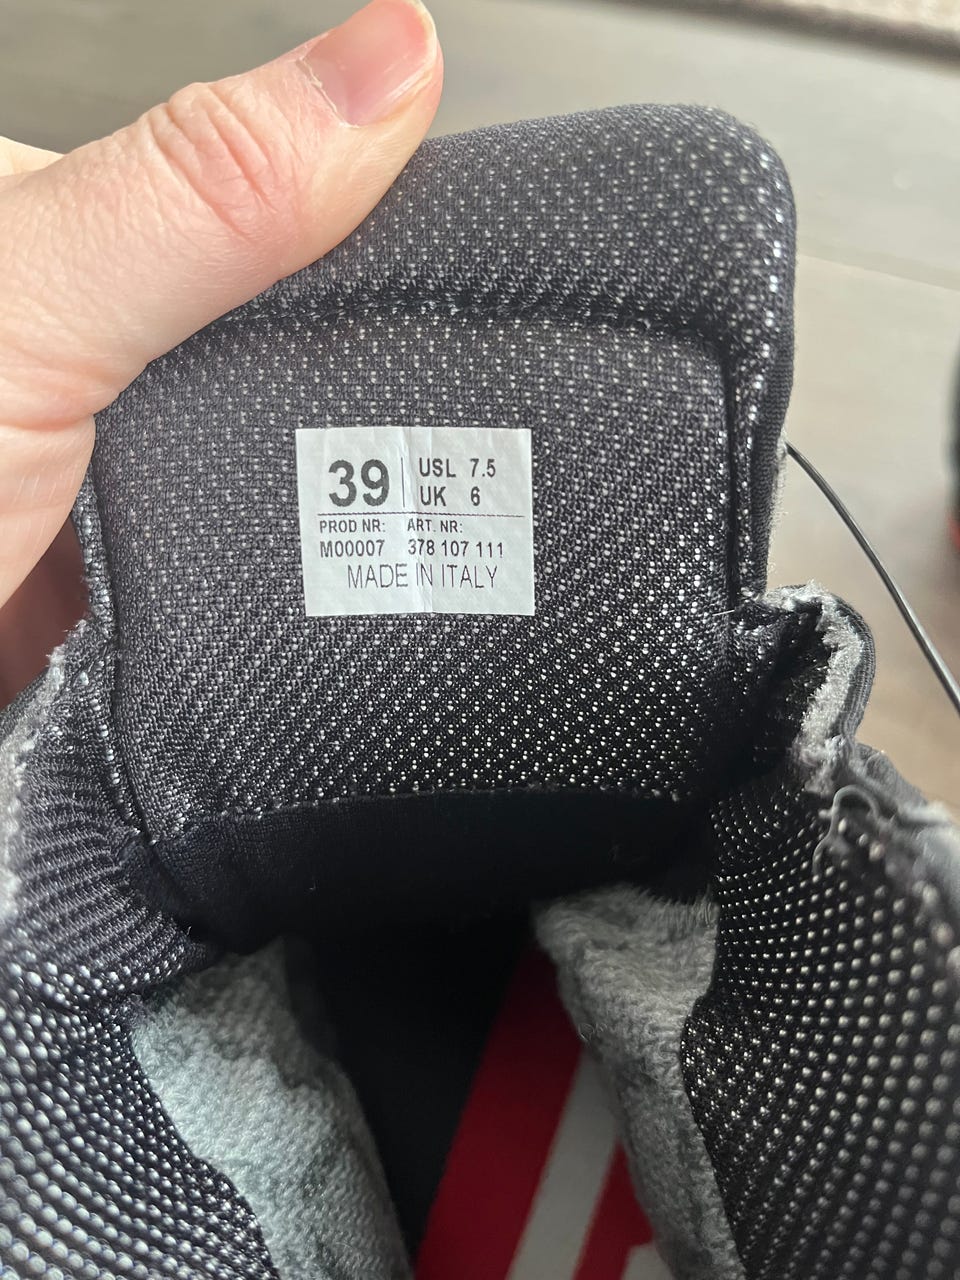 39 USL 7.5
UK 6
PROD NR: ART. NR:
M00007 378 107 111
MADE IN ITALY